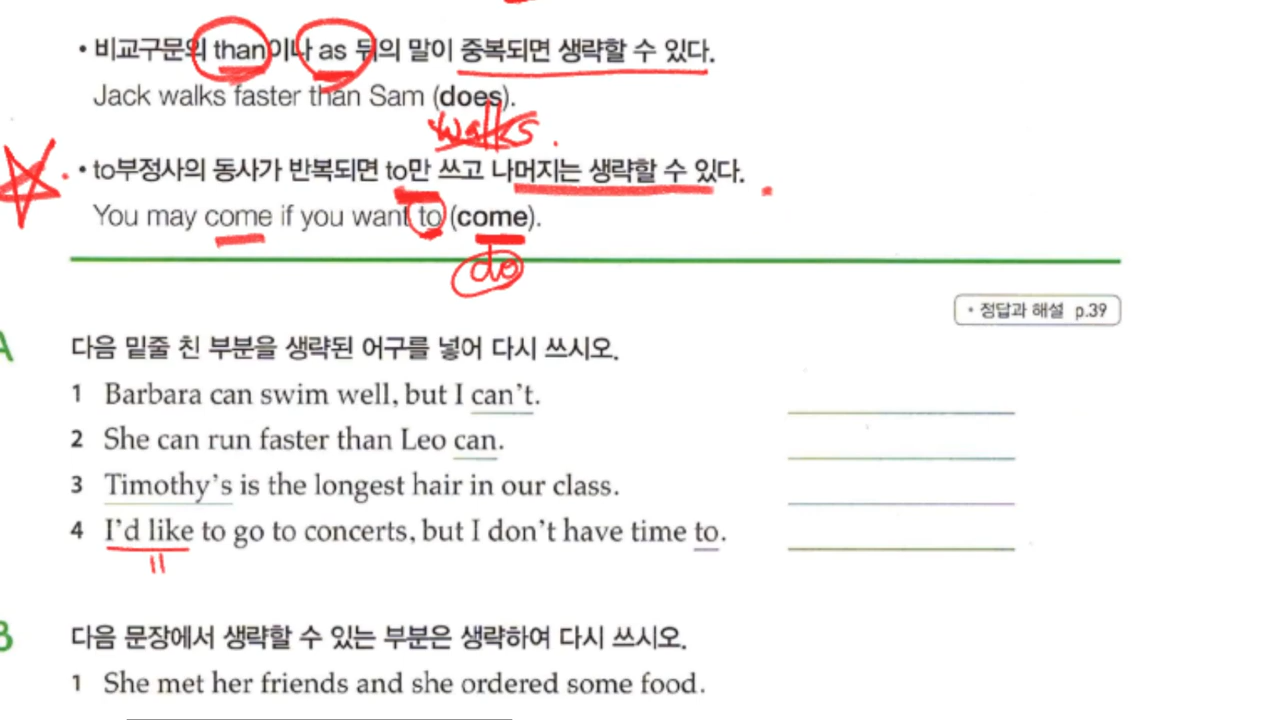 • 비교구문의 than이나 as 뒤의 말이 중복되면 생략할 수 있다.
Jack walks faster than Sam (does).
walks.
• to부정사의 동사가 반복되면 to만 쓰고 나머지는 생략할 수 있다.
You may come if you want to (come).
do
• 정답과 해설 p.39
A 다음 밑줄 친 부분을 생략된 어구를 넣어 다시 쓰시오.
1 Barbara can swim well, but I can't.
2 She can run faster than Leo can.
3 Timothy's is the longest hair in our class.
4 I'd like to go to concerts, but I don't have time to.
B 다음 문장에서 생략할 수 있는 부분은 생략하여 다시 쓰시오.
1 She met her friends and she ordered some food.